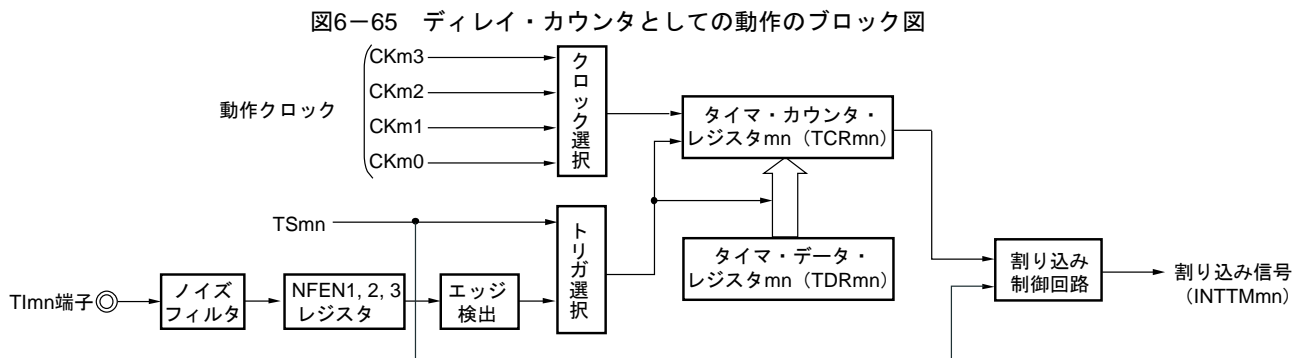 図6－65　ディレイ・カウンタとしての動作のブロック図
動作クロック
CKm3
CKm2
CKm1
CKm0
クロック選択
タイマ・カウンタ・
レジスタmn（TCRmn）
TSmn
トリガ選択
タイマ・データ・
レジスタmn（TDRmn）
TImn端子
ノイズ
フィルタ
NFEN1, 2, 3
レジスタ
エッジ
検出
割り込み
制御回路
割り込み信号
（INTTMmn）